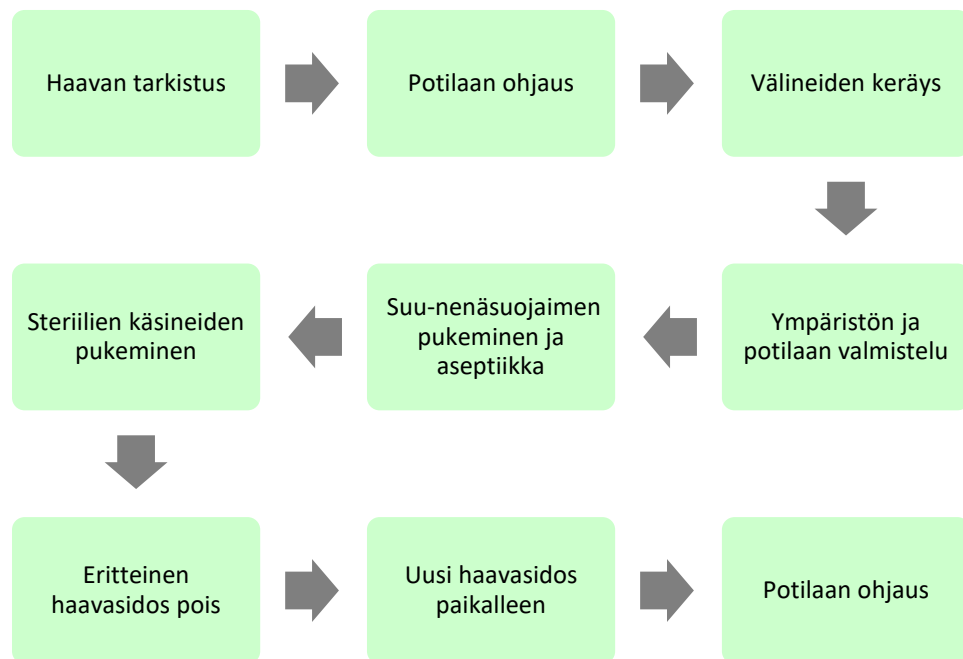 Haavan tarkistus
Potilaan ohjaus
Välineiden keräys
Ympäristön ja
potilaan valmistelu
Suu-nenäsuojaimen
pukeminen ja
aseptiikka
Steriilien käsineiden
pukeminen
Eritteinen
haavasidos pois
Uusi haavasidos
paikalleen
Potilaan ohjaus